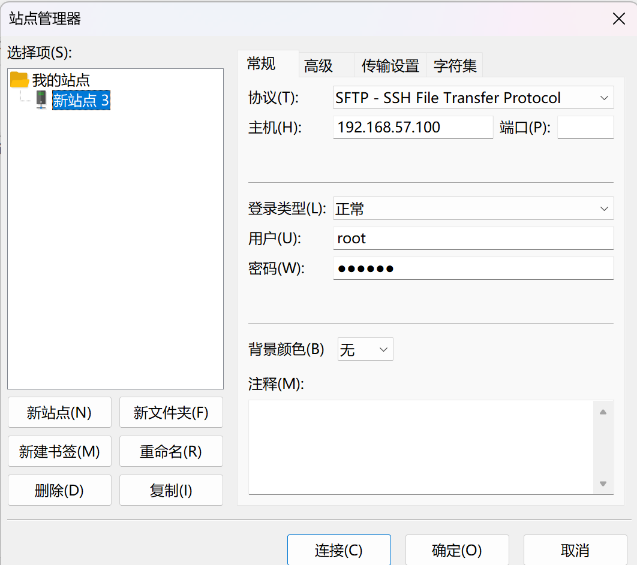 站点管理器
选择项(S):
我的站点
新站点 3
新站点(N) 新文件夹(F)
新建书签(M) 重命名(R)
删除(D) 复制(I)
常规 高级 传输设置 字符集
协议(T): SFTP - SSH File Transfer Protocol
主机(H): 192.168.57.100 端口(P):
登录类型(L): 正常
用户(U): root
密码(W): ●●●●●●
背景颜色(B) 无
注释(M):
连接(C) 确定(O) 取消